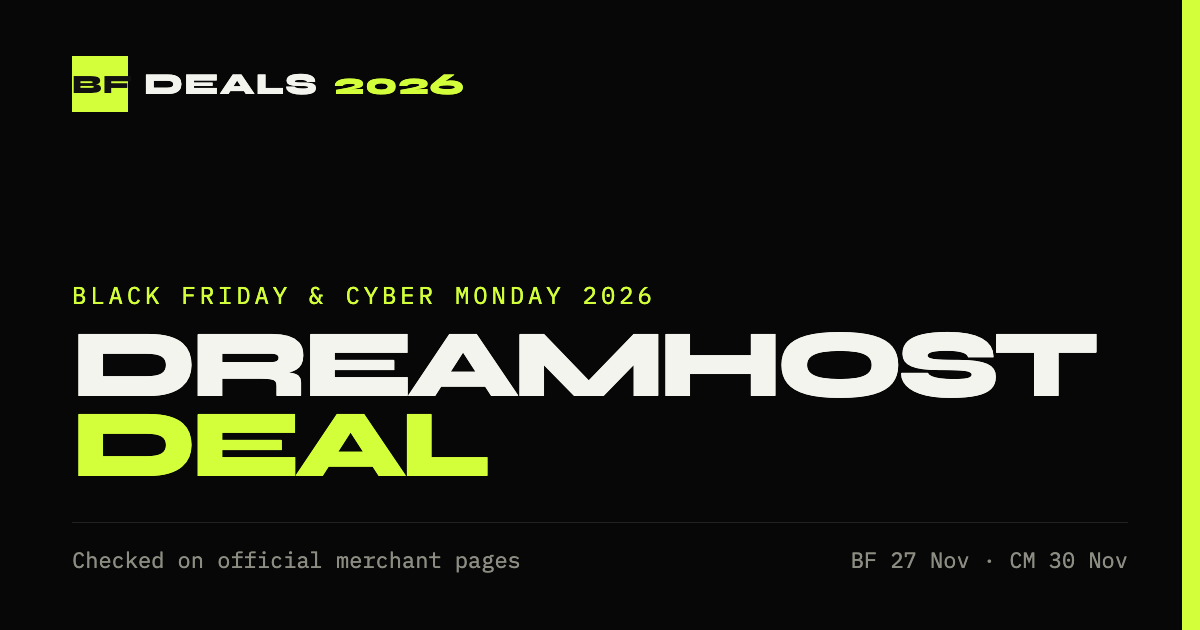 BF DEALS 2026
BLACK FRIDAY & CYBER MONDAY 2026
DREAMHOST
DEAL
Checked on official merchant pages
BF 27 Nov · CM 30 Nov